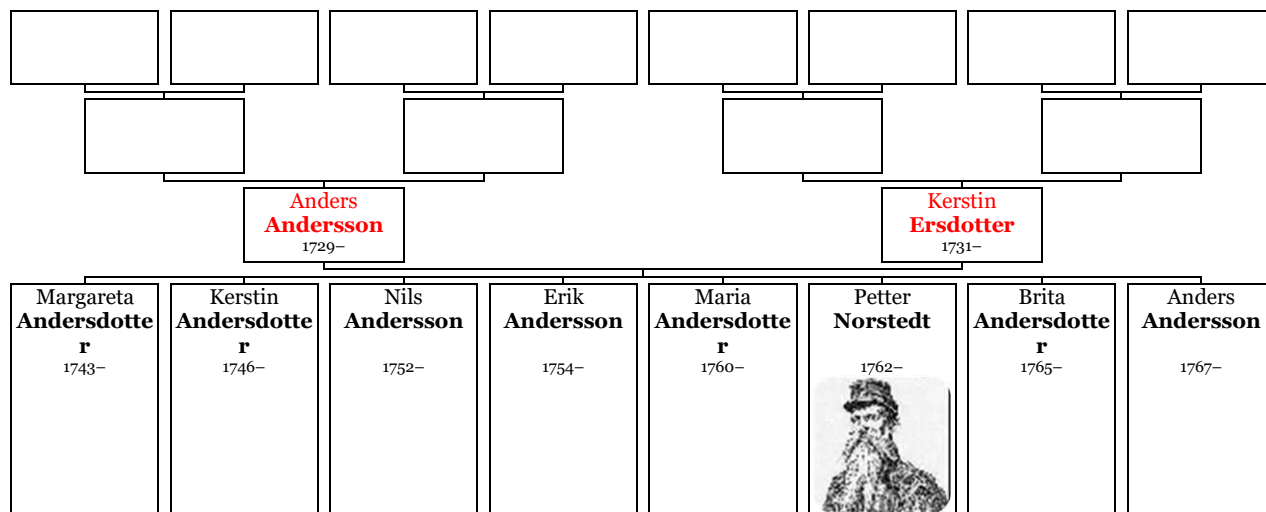 Anders
Andersson
1729–
Kerstin
Ersdotter
1731–
Margareta
Andersdotte
r
1743–
Kerstin
Andersdotte
r
1746–
Nils
Andersson
1752–
Erik
Andersson
1754–
Maria
Andersdotte
r
1760–
Petter
Norstedt
1762–
Brita
Andersdotte
r
1765–
Anders
Andersson
1767–